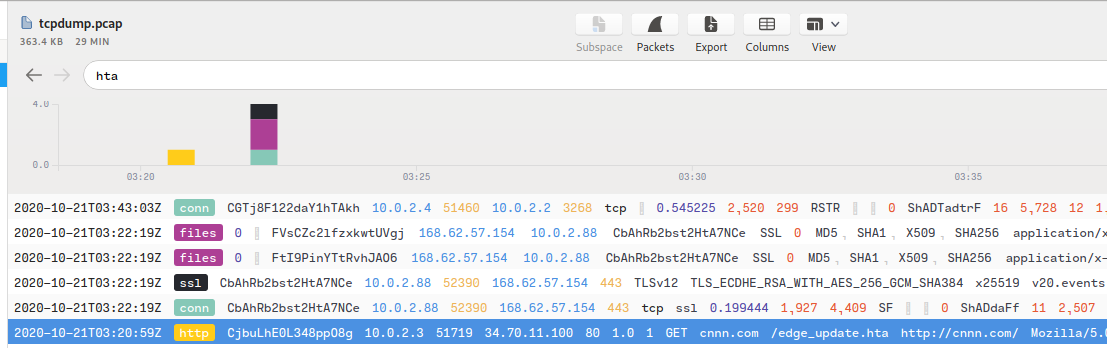 tcpdump.pcap
363.4 KB 29 MIN
Subspace Packets Export Columns View
hta
4.0
0.0
03:20 03:25 03:30 03:35
2020-10-21T03:43:03Z conn CGTj8F122daY1hTAkh 10.0.2.4 51460 10.0.2.2 3268 tcp 0.545225 2,520 299 RSTR 0 ShADTadtrF 16 5,728 12 1.
2020-10-21T03:22:19Z files 0 FVsCZc2lfzxkwtUVgj 168.62.57.154 10.0.2.88 CbAhRb2bst2HtA7NCe SSL 0 MD5, SHA1, X509, SHA256 application/x
2020-10-21T03:22:19Z files 0 FtI9PinYTtRvhJAO6 168.62.57.154 10.0.2.88 CbAhRb2bst2HtA7NCe SSL 0 MD5, SHA1, X509, SHA256 application/x-
2020-10-21T03:22:19Z ssl CbAhRb2bst2HtA7NCe 10.0.2.88 52390 168.62.57.154 443 TLSv12 TLS_ECDHE_RSA_WITH_AES_256_GCM_SHA384 x25519 v20.events
2020-10-21T03:22:19Z conn CbAhRb2bst2HtA7NCe 10.0.2.88 52390 168.62.57.154 443 tcp ssl 0.199444 1,927 4,409 SF 0 ShADdaFf 11 2,507
2020-10-21T03:20:59Z http CjbuLhE0L348ppO8g 10.0.2.3 51719 34.70.11.100 80 1.0 1 GET cnnn.com /edge_update.hta http://cnnn.com/ Mozilla/5.0